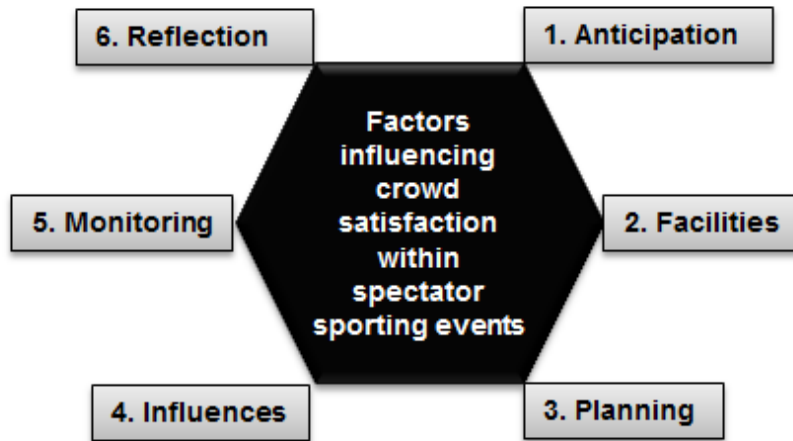 6. Reflection
1. Anticipation
Factors
influencing
crowd
satisfaction
within
spectator
sporting events
5. Monitoring
2. Facilities
4. Influences
3. Planning